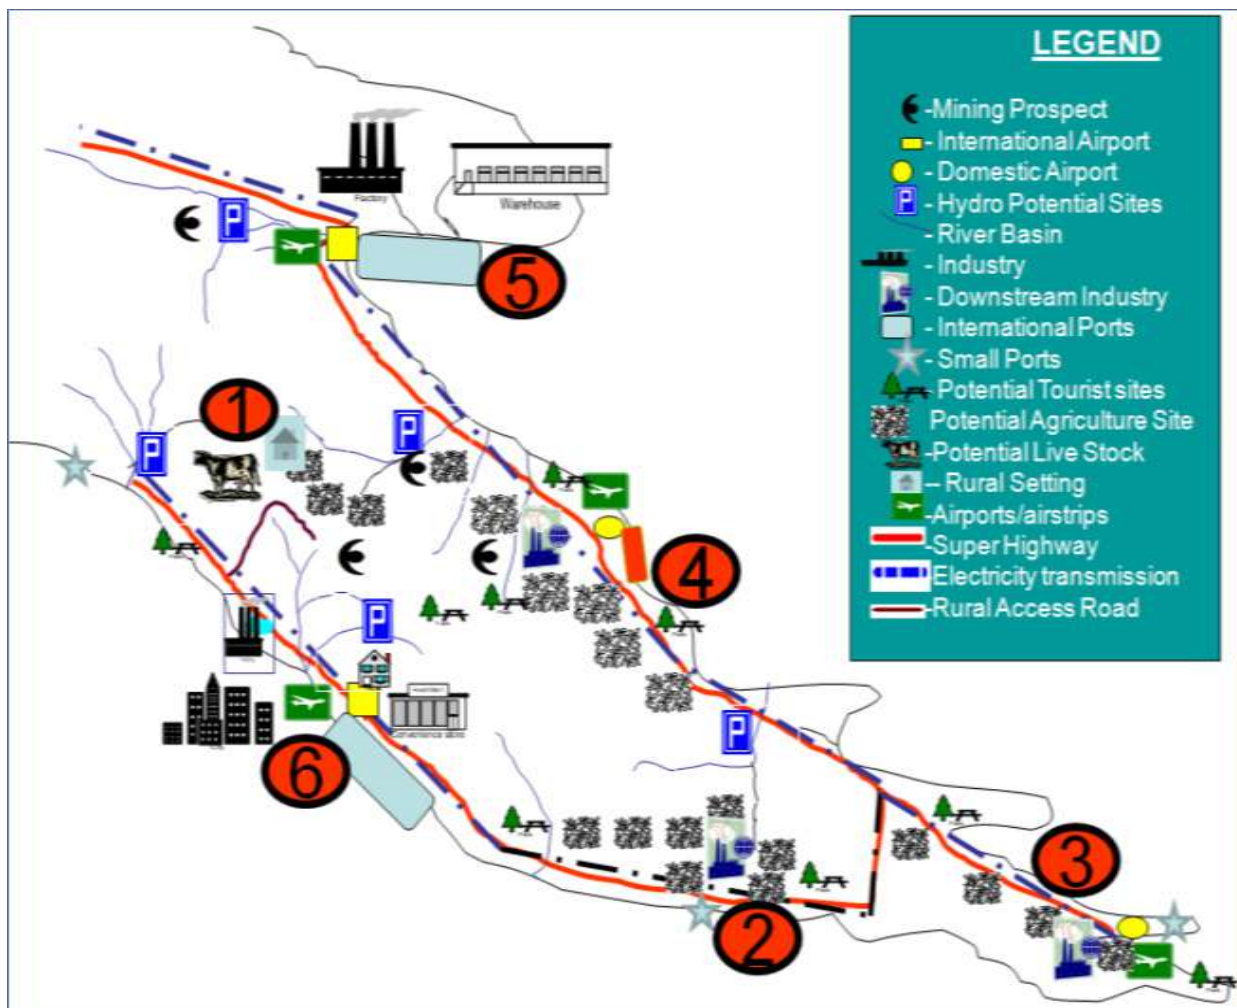 LEGEND
-Mining Prospect
- International Airport
- Domestic Airport
- Hydro Potential Sites
- River Basin
- Industry
- Downstream Industry
- International Ports
- Small Ports
- Potential Tourist sites
Potential Agriculture Site
-Potential Live Stock
-- Rural Setting
-Airports/airstrips
-Super Highway
-Electricity transmission
-Rural Access Road
Factory
Warehouse
P
5
1
P
P
4
P
Convenience store
P
6
3
2